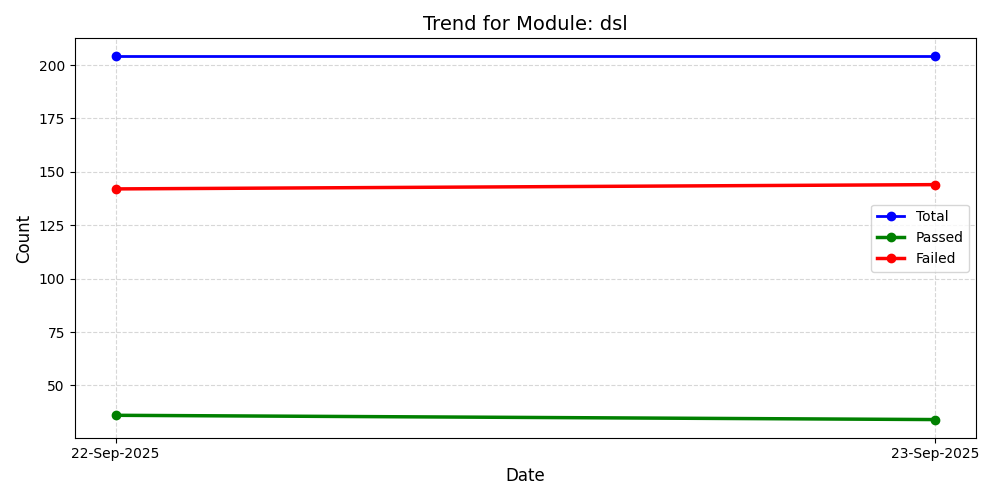 Trend for Module: dsl
200
175
150
125
100
75
50
Count
Total
Passed
Failed
22-Sep-2025
23-Sep-2025
Date